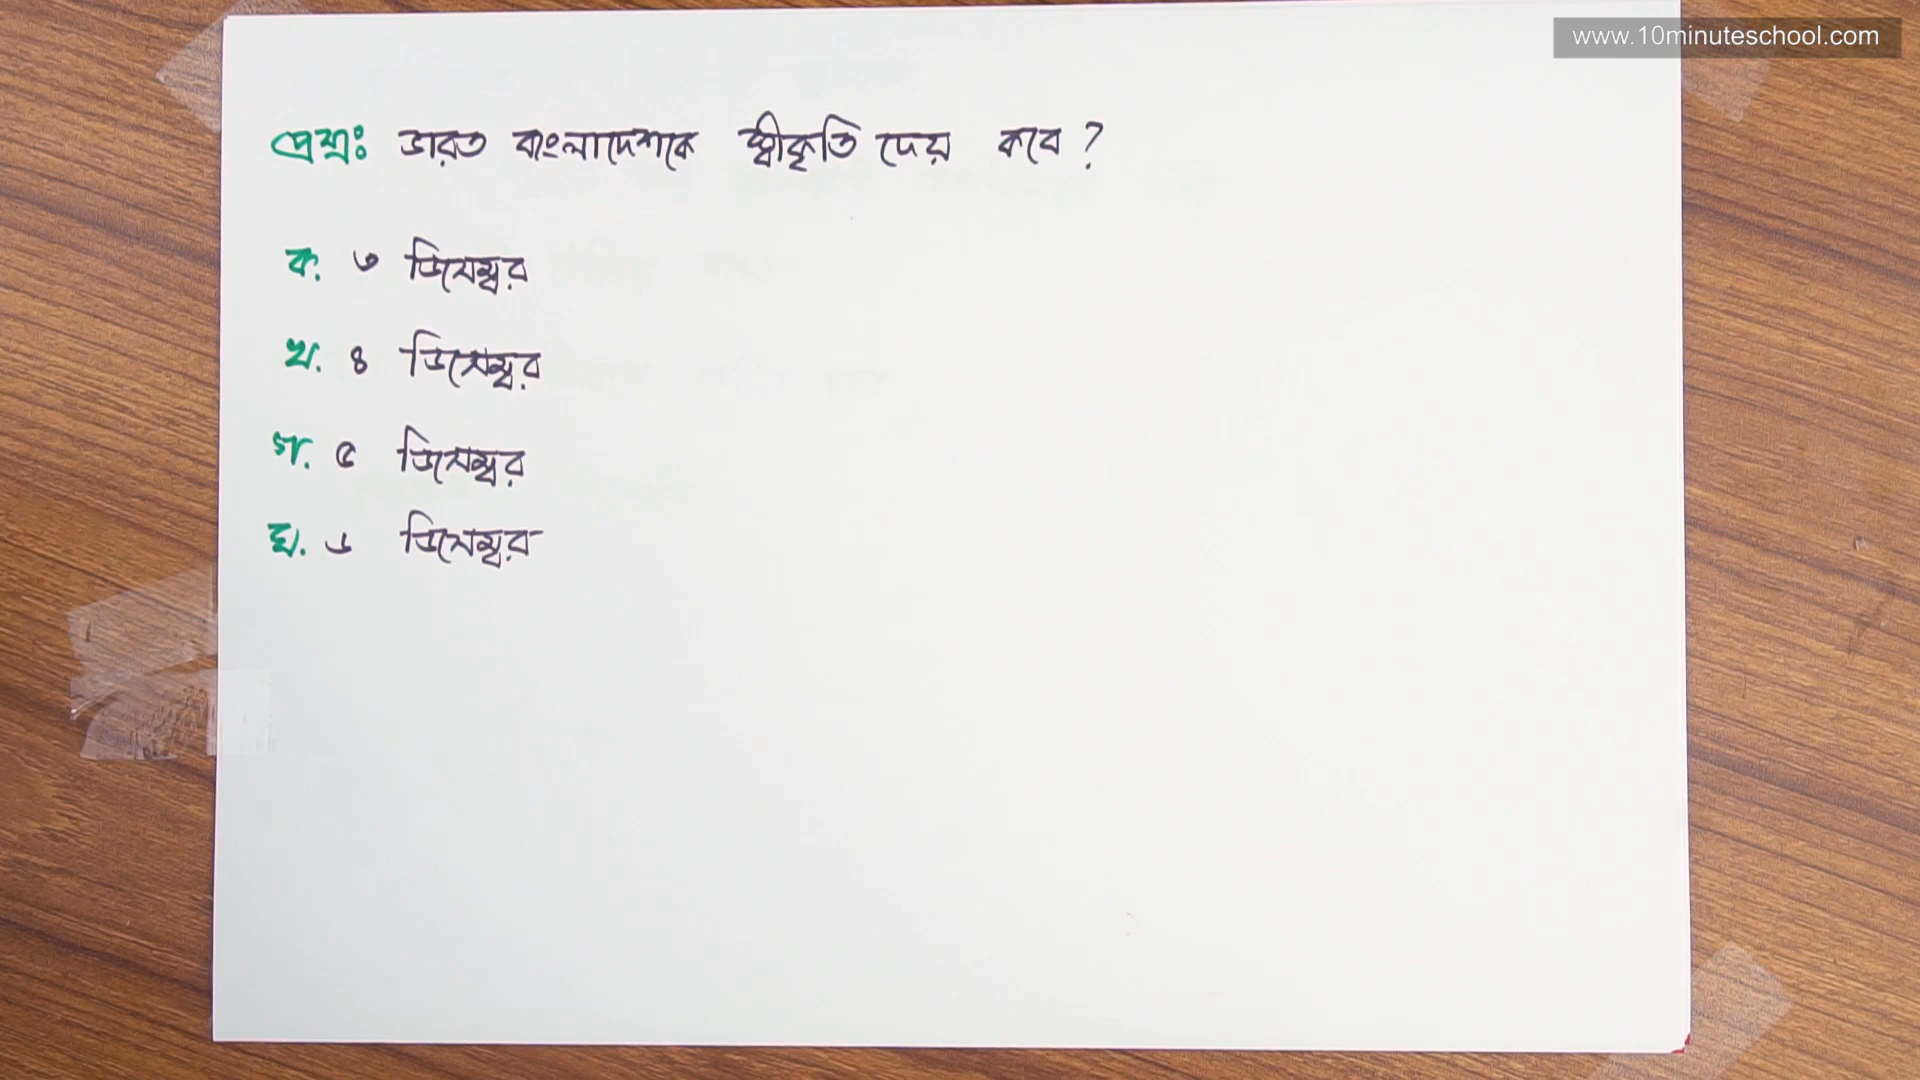 www.10minuteschool.com
প্রশ্নঃ ভারত বাংলাদেশকে স্বীকৃতি দেয় কবে ?
ক. ৩ ডিসেম্বর
খ. ৪ ডিসেম্বর
গ. ৫ ডিসেম্বর
ঘ. ৬ ডিসেম্বর